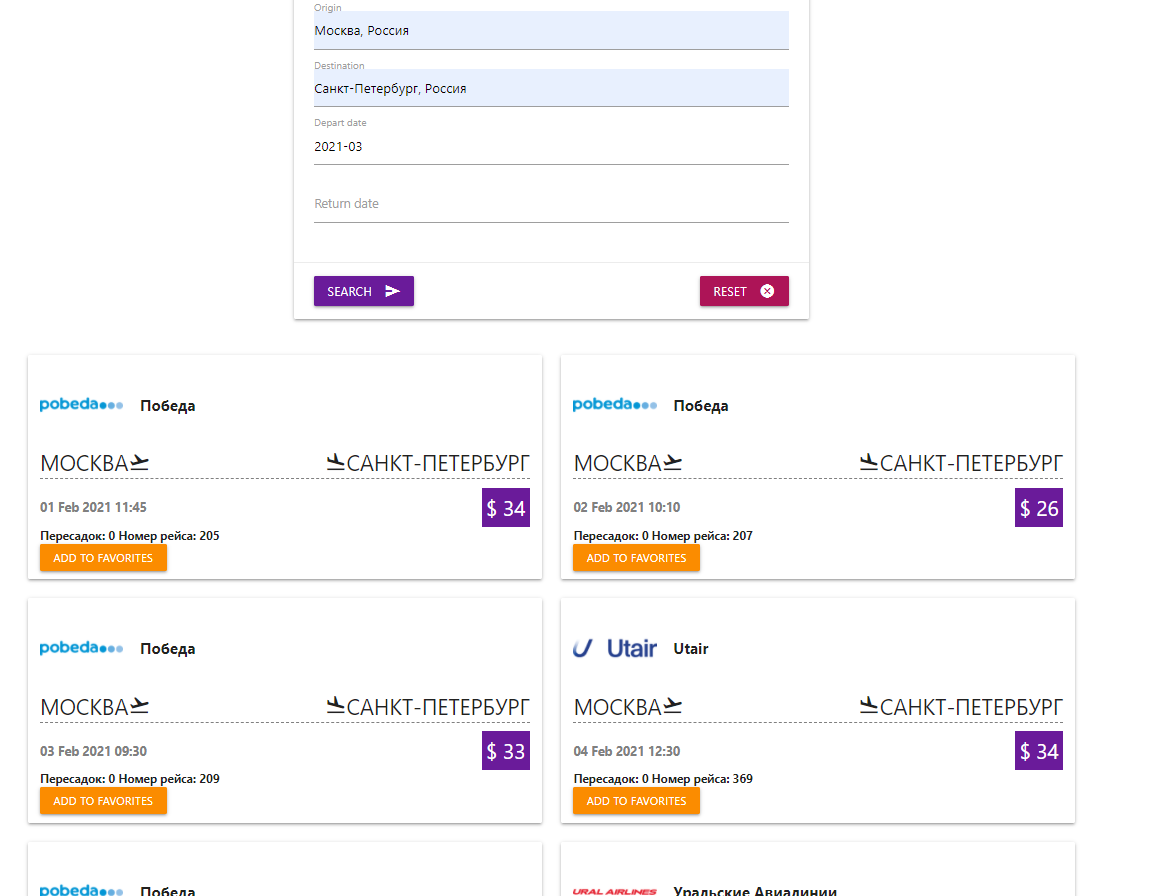 Origin
Москва, Россия
Destination
Санкт-Петербург, Россия
Depart date
2021-03
Return date
SEARCH
RESET
pobeda Победа
МОСКВА САНКТ-ПЕТЕРБУРГ
01 Feb 2021 11:45
$ 34
Пересадок: 0 Номер рейса: 205
ADD TO FAVORITES
pobeda Победа
МОСКВА САНКТ-ПЕТЕРБУРГ
02 Feb 2021 10:10
$ 26
Пересадок: 0 Номер рейса: 207
ADD TO FAVORITES
pobeda Победа
МОСКВА САНКТ-ПЕТЕРБУРГ
03 Feb 2021 09:30
$ 33
Пересадок: 0 Номер рейса: 209
ADD TO FAVORITES
Utair Utair
МОСКВА САНКТ-ПЕТЕРБУРГ
04 Feb 2021 12:30
$ 34
Пересадок: 0 Номер рейса: 369
ADD TO FAVORITES
pobeda Победа
URAL AIRLINES Уральские Авиалинии